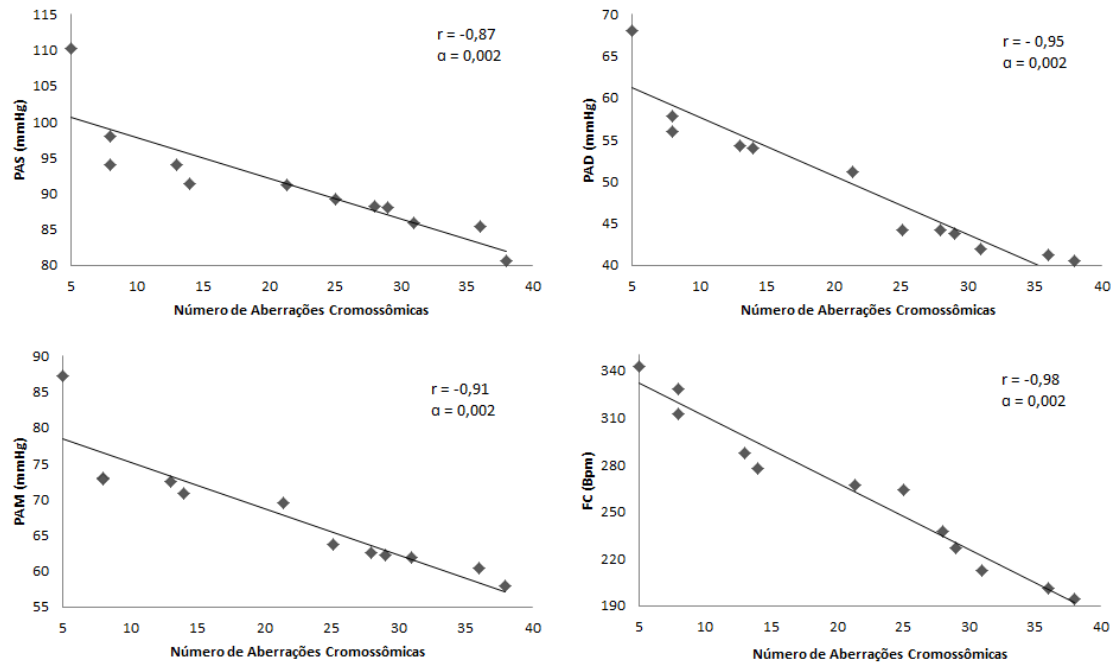 115
110
105
100
95
90
85
80
PAS (mmHg)
r = -0,87
α = 0,002
5 10 15 20 25 30 35 40
Número de Aberrações Cromossômicas
70
65
60
55
50
45
40
PAD (mmHg)
r = - 0,95
α = 0,002
5 10 15 20 25 30 35 40
Número de Aberrações Cromossômicas
90
85
80
75
70
65
60
55
PAM (mmHg)
r = -0,91
α = 0,002
5 10 15 20 25 30 35 40
Número de Aberrações Cromossômicas
340
310
280
250
220
190
FC (Bpm)
r = -0,98
α = 0,002
5 10 15 20 25 30 35 40
Número de Aberrações Cromossômicas